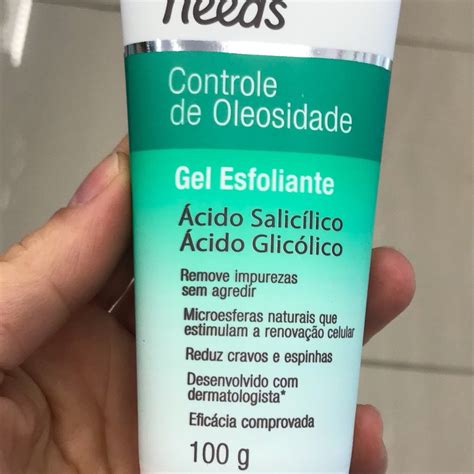 needs
Controle
de Oleosidade
Gel Esfoliante
Ácido Salicílico
Ácido Glicólico
Remove impurezas
sem agredir
Microesferas naturais que
estimulam a renovação celular
Reduz cravos e espinhas
Desenvolvido com
dermatologista*
Eficácia comprovada
100 g